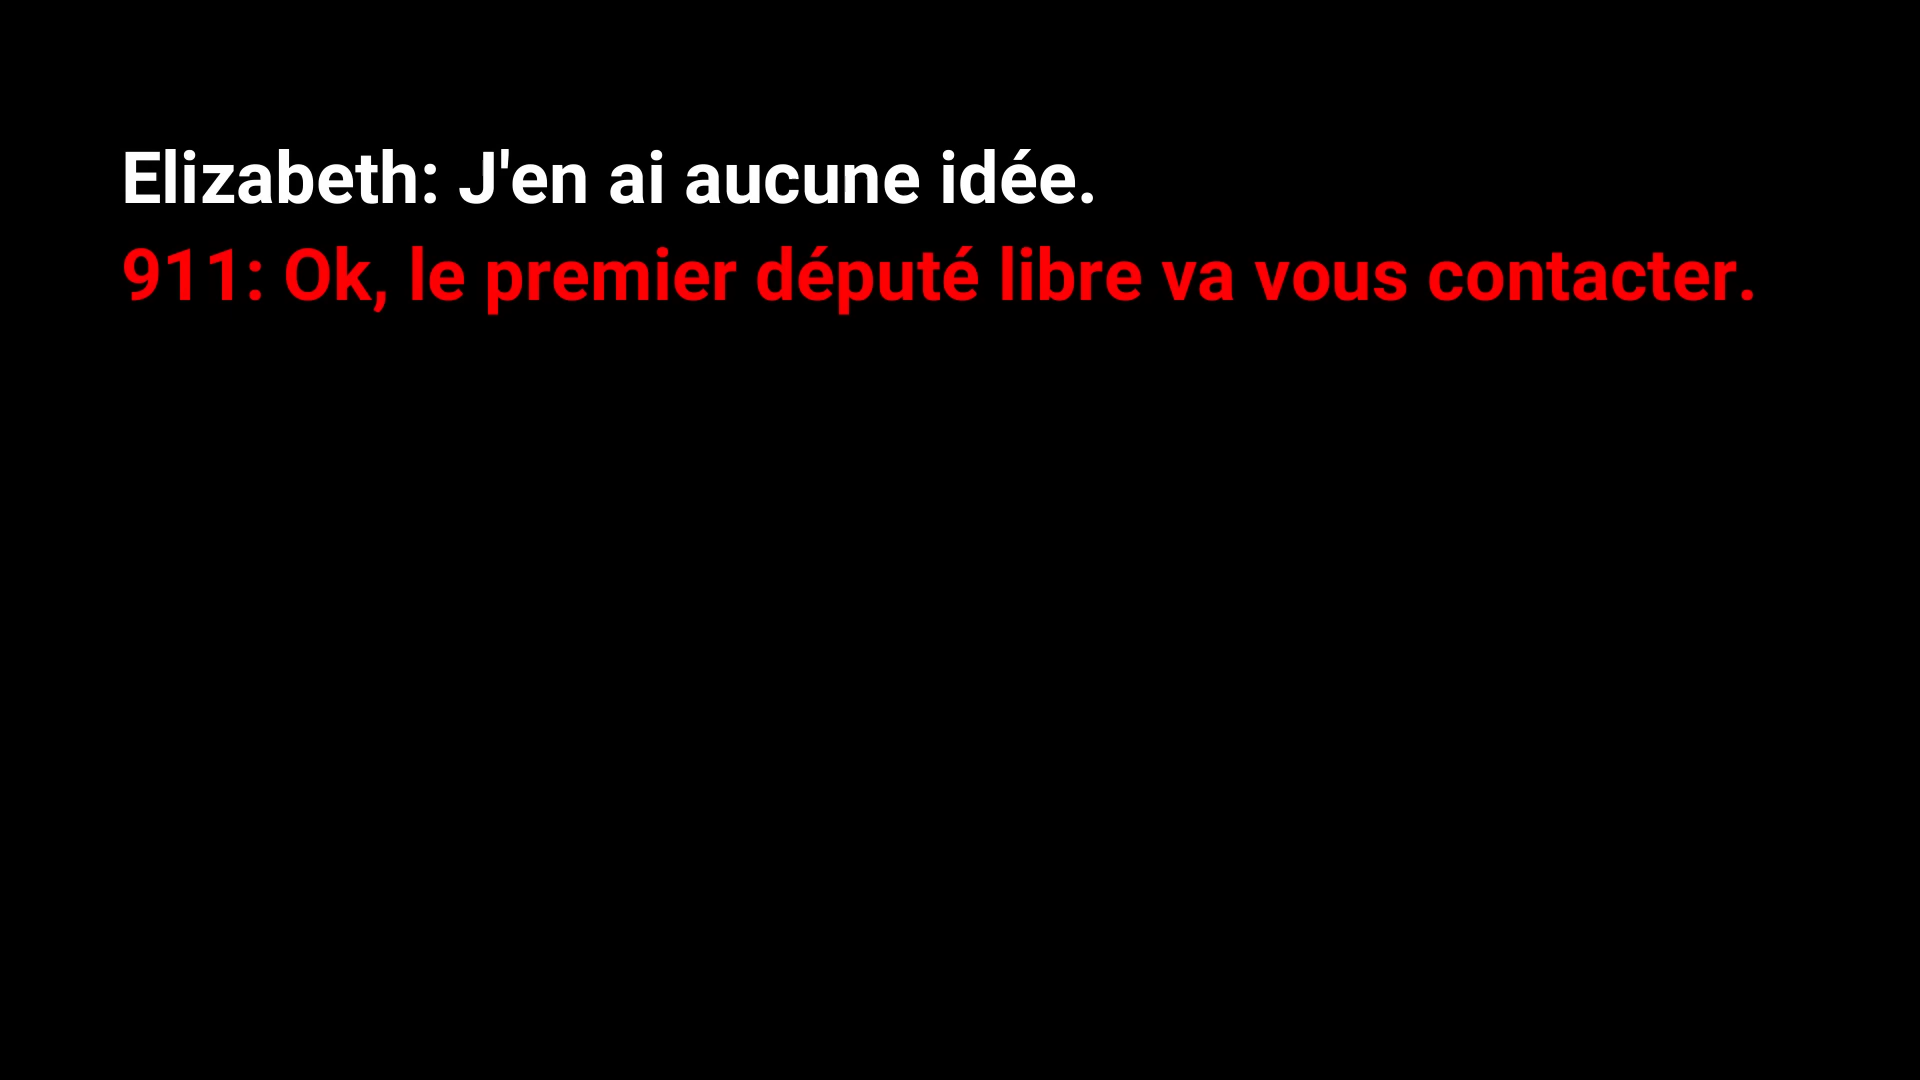 Elizabeth: J'en ai aucune idée.
911: Ok, le premier député libre va vous contacter.